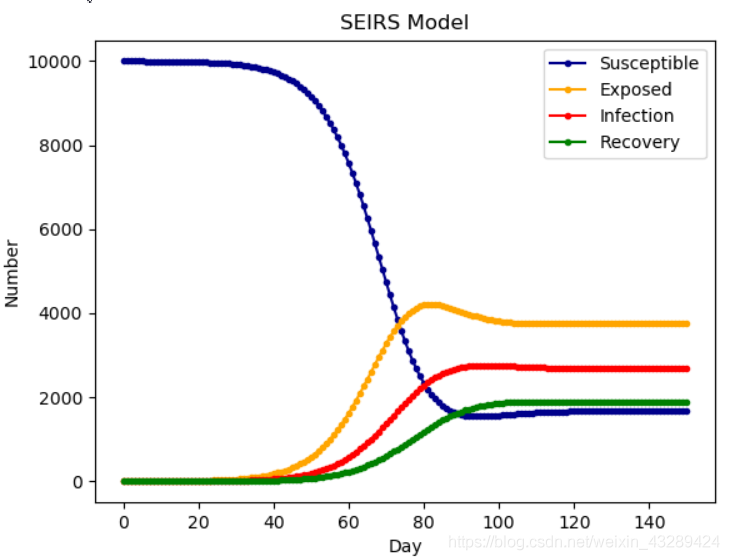 SEIRS Model
10000
8000
6000
4000
2000
0
Number
Susceptible
Exposed
Infection
Recovery
0 20 40 60 80 100 120 140
Day
https://blog.csdn.net/weixin_43289424